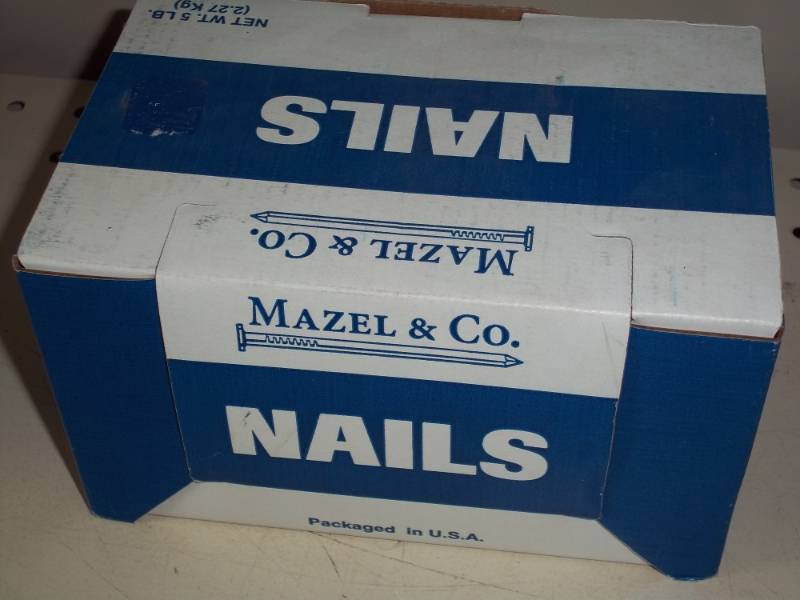 NET WT. 5 LB.
(2.27 Kg)
NAILS
MAZEL & Co.
MAZEL & Co.
NAILS
Packaged in U.S.A.